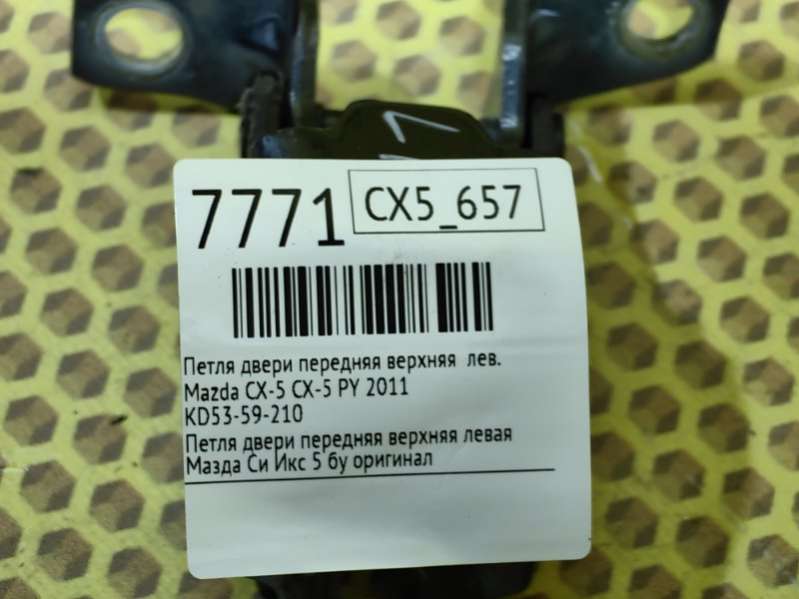 7771 CX5_657
Петля двери передняя верхняя лев.
Mazda CX-5 CX-5 PY 2011
KD53-59-210
Петля двери передняя верхняя левая
Мазда Си Икс 5 бу оригинал